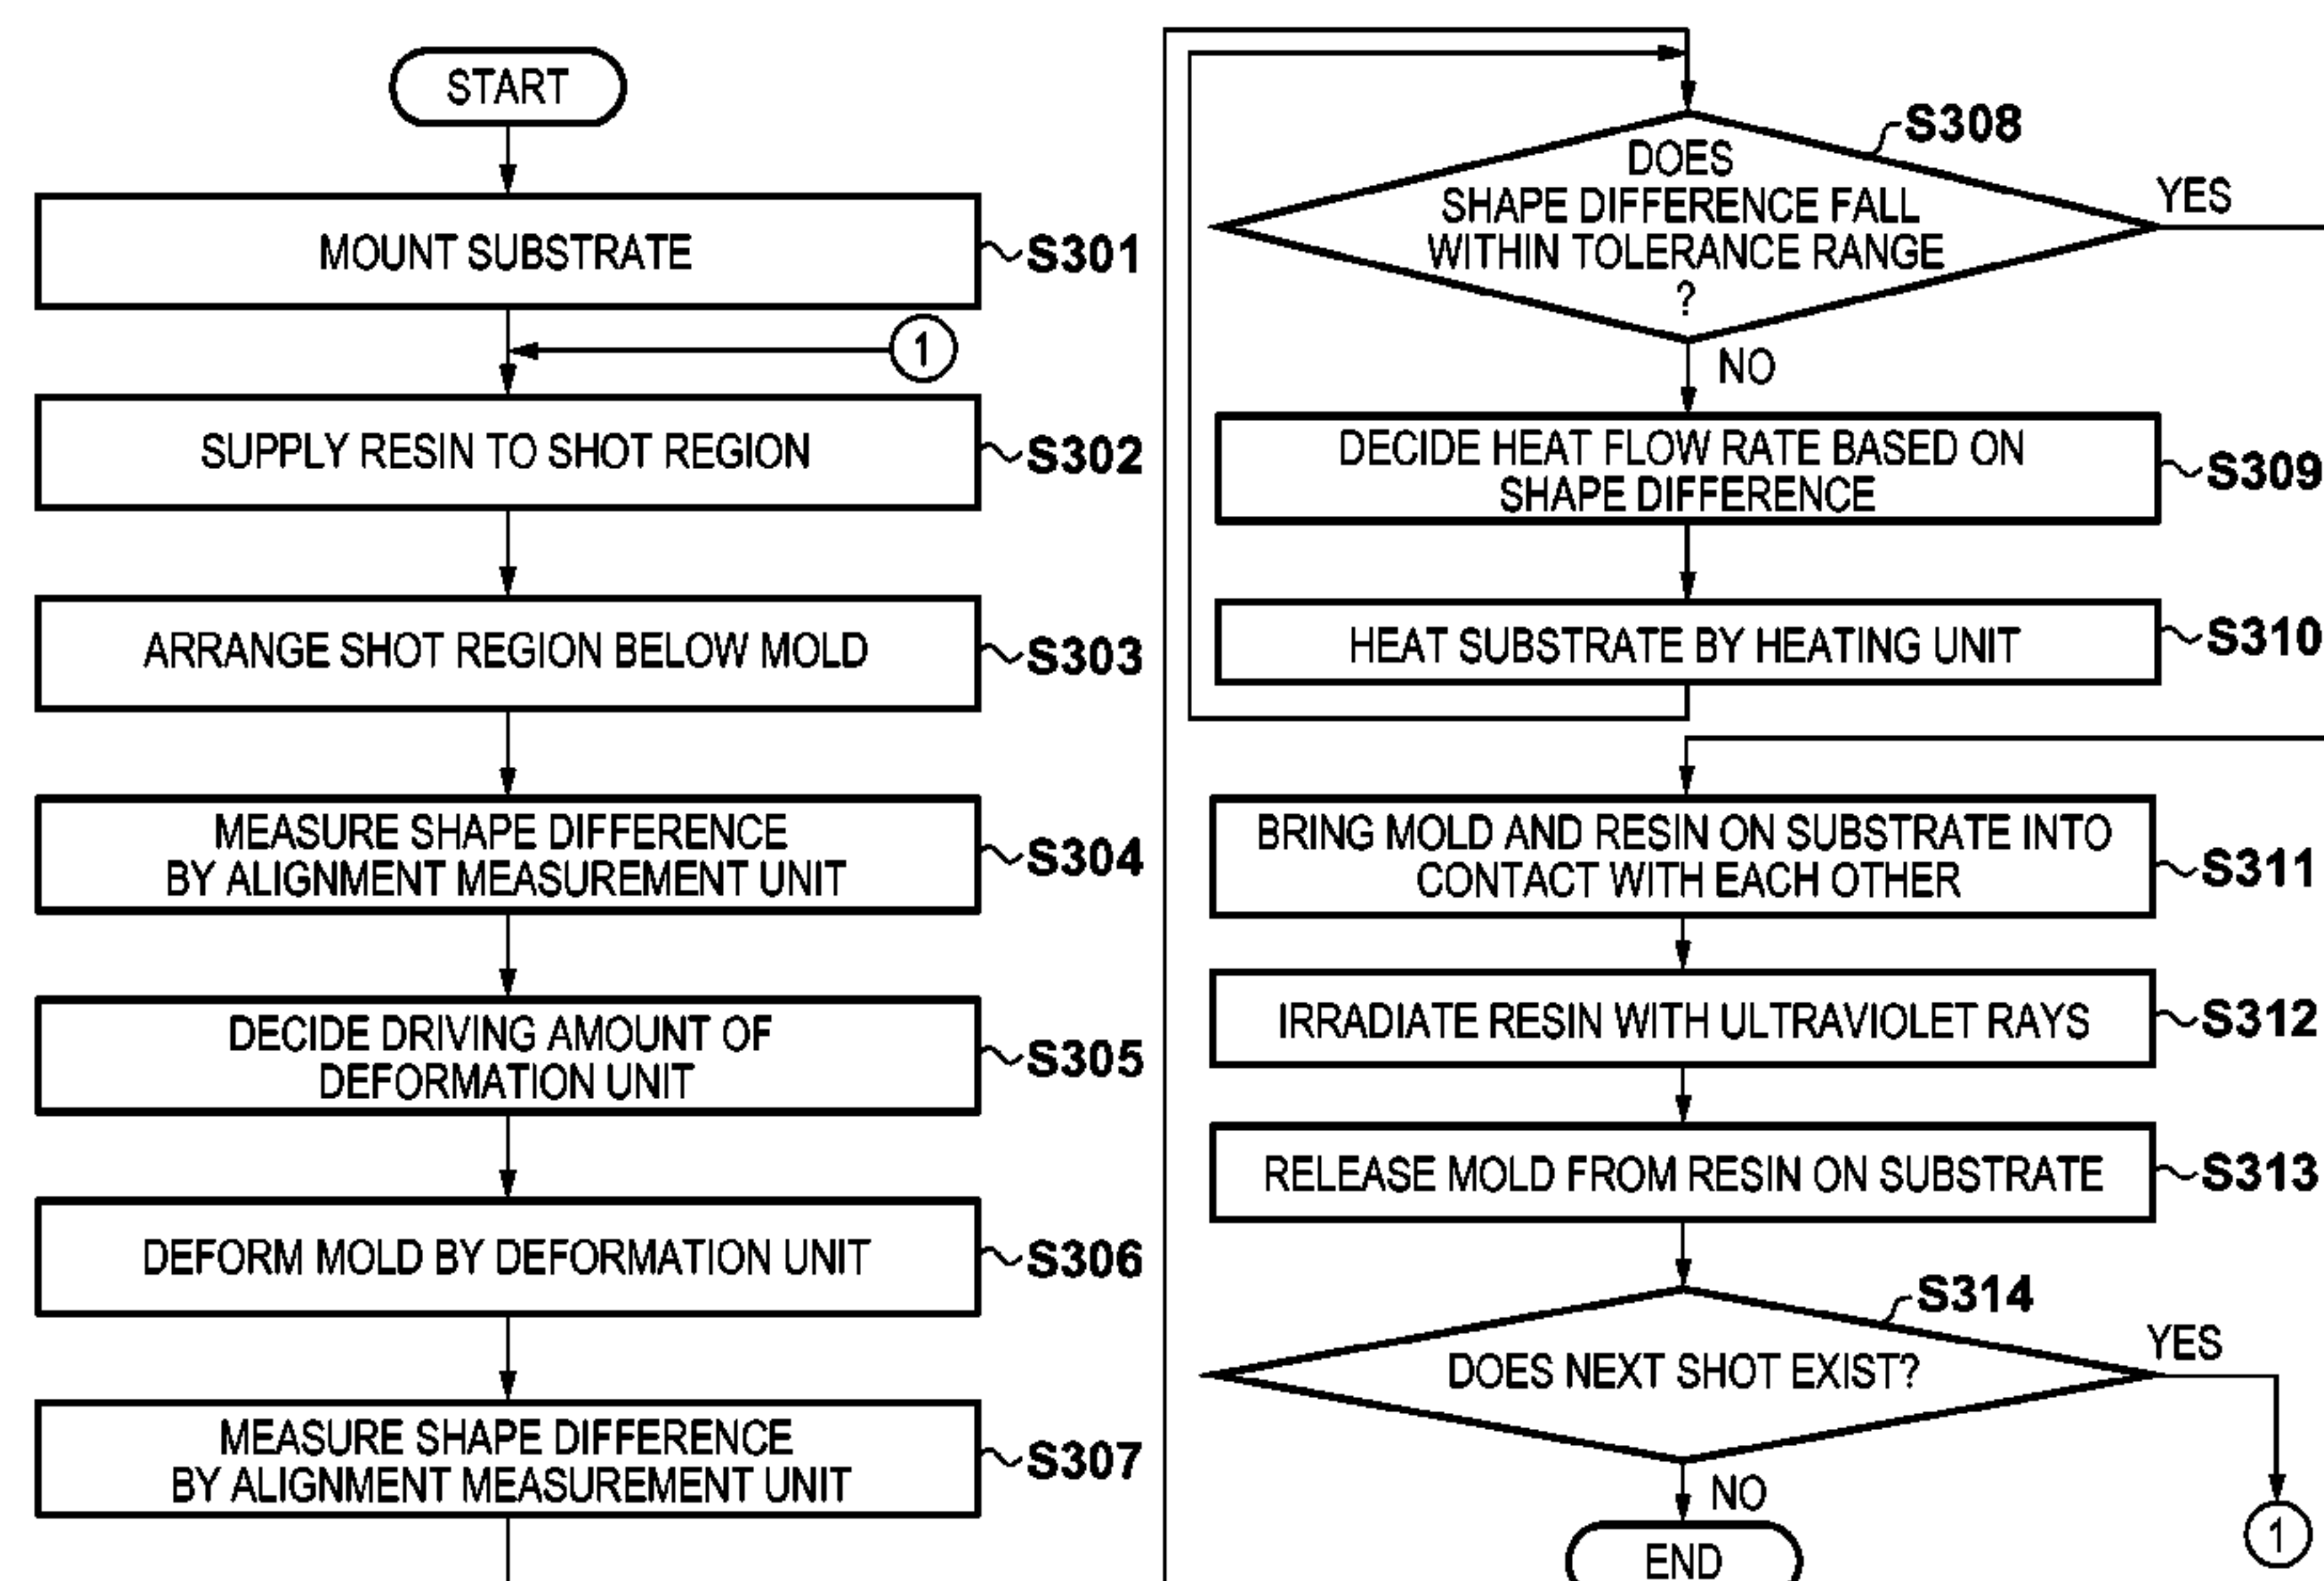 START
MOUNT SUBSTRATE
S301
1
SUPPLY RESIN TO SHOT REGION
S302
ARRANGE SHOT REGION BELOW MOLD
S303
MEASURE SHAPE DIFFERENCE
BY ALIGNMENT MEASUREMENT UNIT
S304
DECIDE DRIVING AMOUNT OF
DEFORMATION UNIT
S305
DEFORM MOLD BY DEFORMATION UNIT
S306
MEASURE SHAPE DIFFERENCE
BY ALIGNMENT MEASUREMENT UNIT
S307
S308
DOES
SHAPE DIFFERENCE FALL
WITHIN TOLERANCE RANGE
?
YES
NO
DECIDE HEAT FLOW RATE BASED ON
SHAPE DIFFERENCE
S309
HEAT SUBSTRATE BY HEATING UNIT
S310
BRING MOLD AND RESIN ON SUBSTRATE INTO
CONTACT WITH EACH OTHER
S311
IRRADIATE RESIN WITH ULTRAVIOLET RAYS
S312
RELEASE MOLD FROM RESIN ON SUBSTRATE
S313
S314
DOES NEXT SHOT EXIST?
YES
NO
1
END